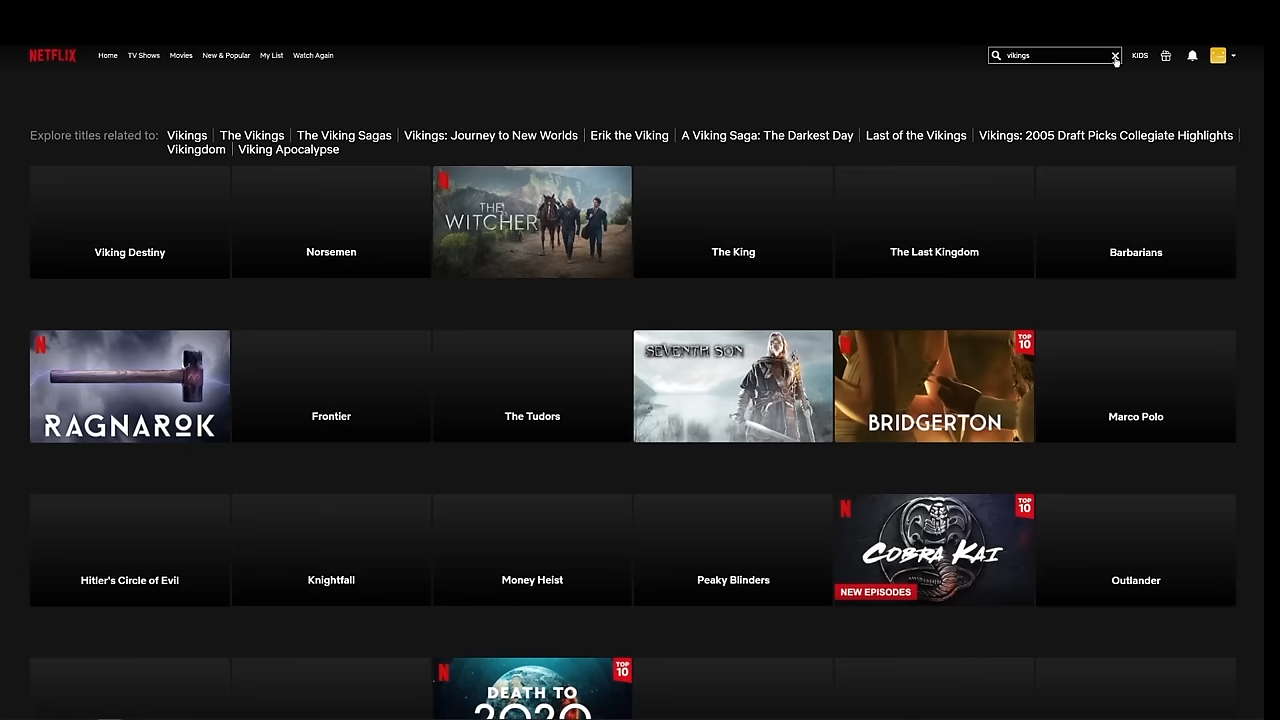 NETFLIX Home TV Shows Movies New & Popular My List Watch Again vikings KIDS
Explore titles related to: Vikings | The Vikings | The Viking Sagas | Vikings: Journey to New Worlds | Erik the Viking | A Viking Saga: The Darkest Day | Last of the Vikings | Vikings: 2005 Draft Picks Collegiate Highlights |
Vikingdom | Viking Apocalypse
N
THE
WITCHER
Viking Destiny
Norsemen
The King
The Last Kingdom
Barbarians
N
RAGNARØK
Frontier
The Tudors
SEVENTH SON
TOP
10
BRIDGERTON
Marco Polo
Hitler's Circle of Evil
Knightfall
Money Heist
Peaky Blinders
N
TOP
10
COBRA KAI
NEW EPISODES
Outlander
N
TOP
10
DEATH TO
2020